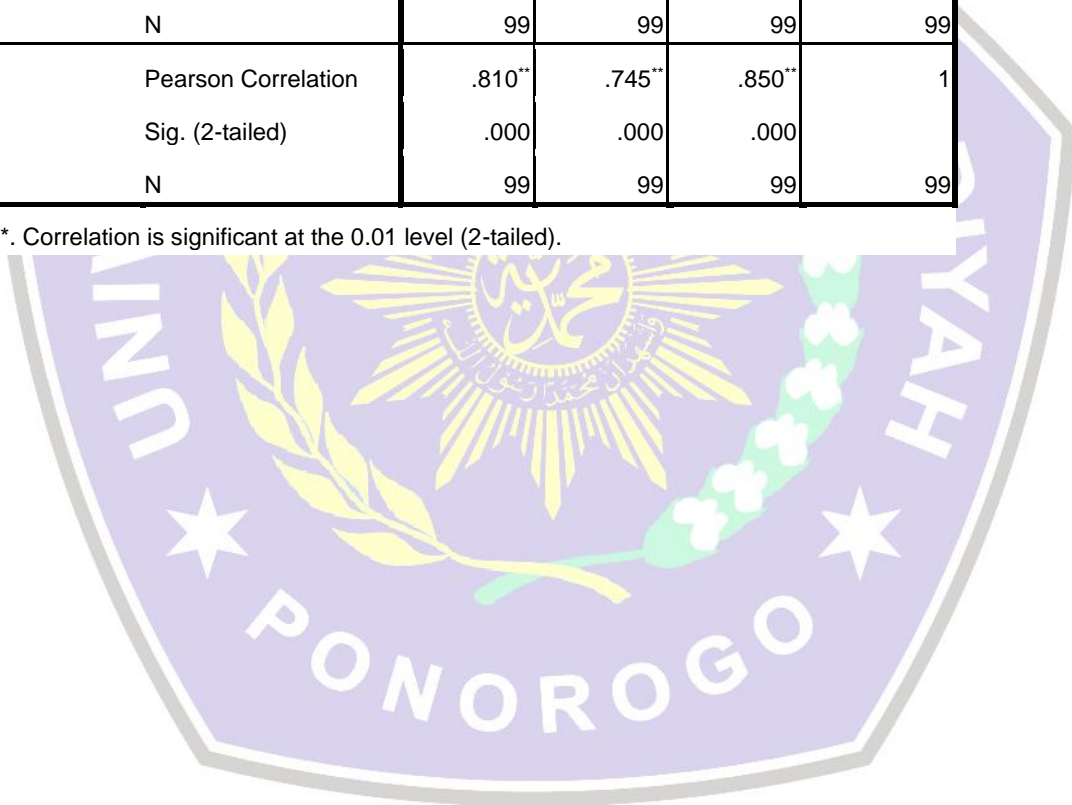 N 99 99 99 99
Pearson Correlation .810** .745** .850** 1
Sig. (2-tailed) .000 .000 .000
N 99 99 99 99
*. Correlation is significant at the 0.01 level (2-tailed).
PONOROGO